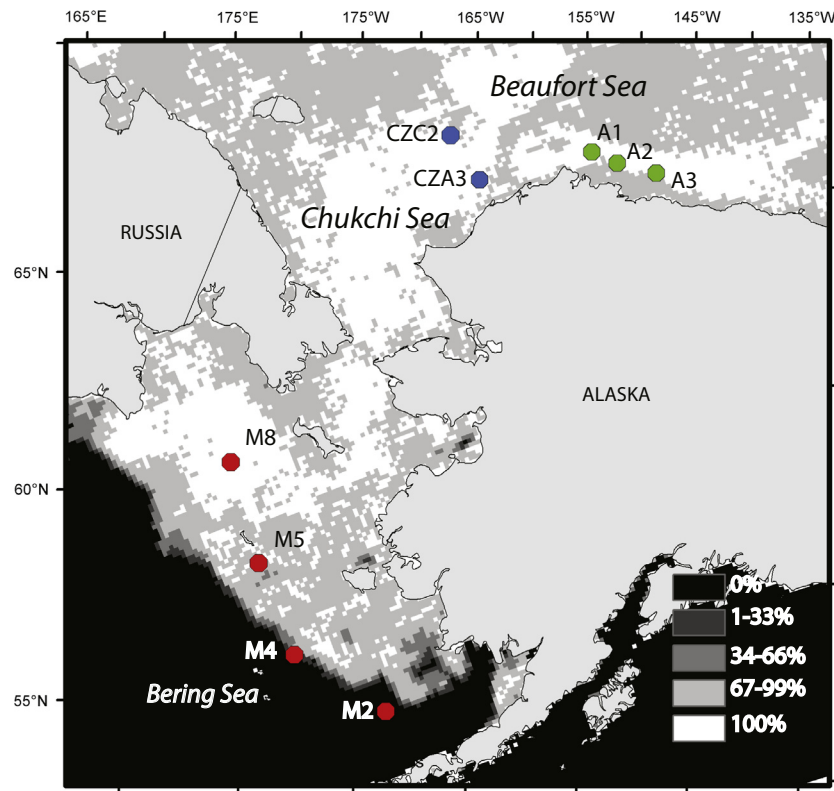 165°E 175°E 175°W 165°W 155°W 145°W 135°W
Beaufort Sea
CZC2 A1
A2
CZA3 A3
Chukchi Sea
RUSSIA
65°N
ALASKA
M8
60°N
M5
0%
1-33%
M4 34-66%
Bering Sea 67-99%
55°N
M2 100%